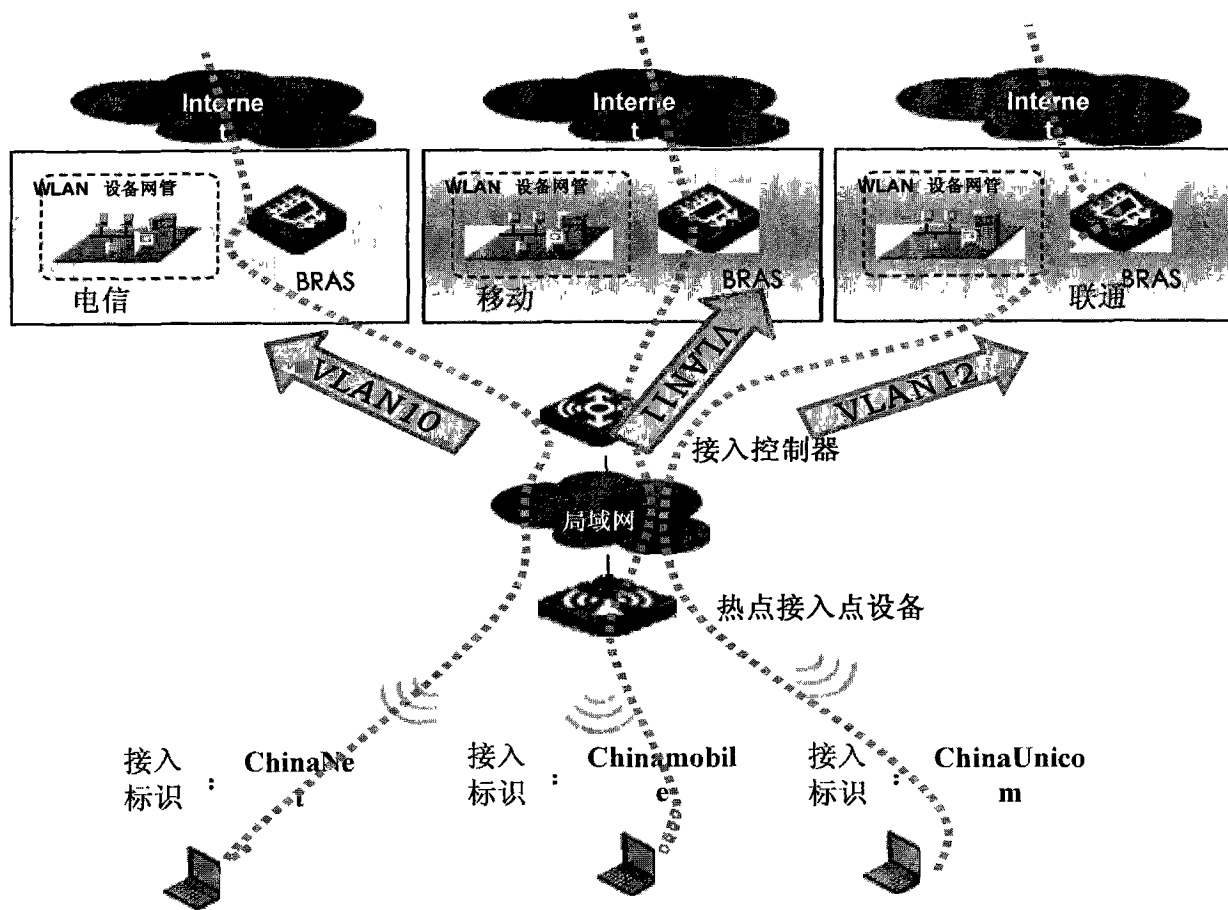 Interne
t
Interne
t
Interne
t
WLAN 设备网管
WLAN 设备网管
WLAN 设备网管
BRAS
电信
BRAS
移动
BRAS
联通
VLAN10
VLAN11
VLAN12
接入控制器
局域网
热点接入点设备
接入
标识 :
ChinaNe
t
接入
标识 :
Chinamobil
e
接入
标识 :
ChinaUnico
m